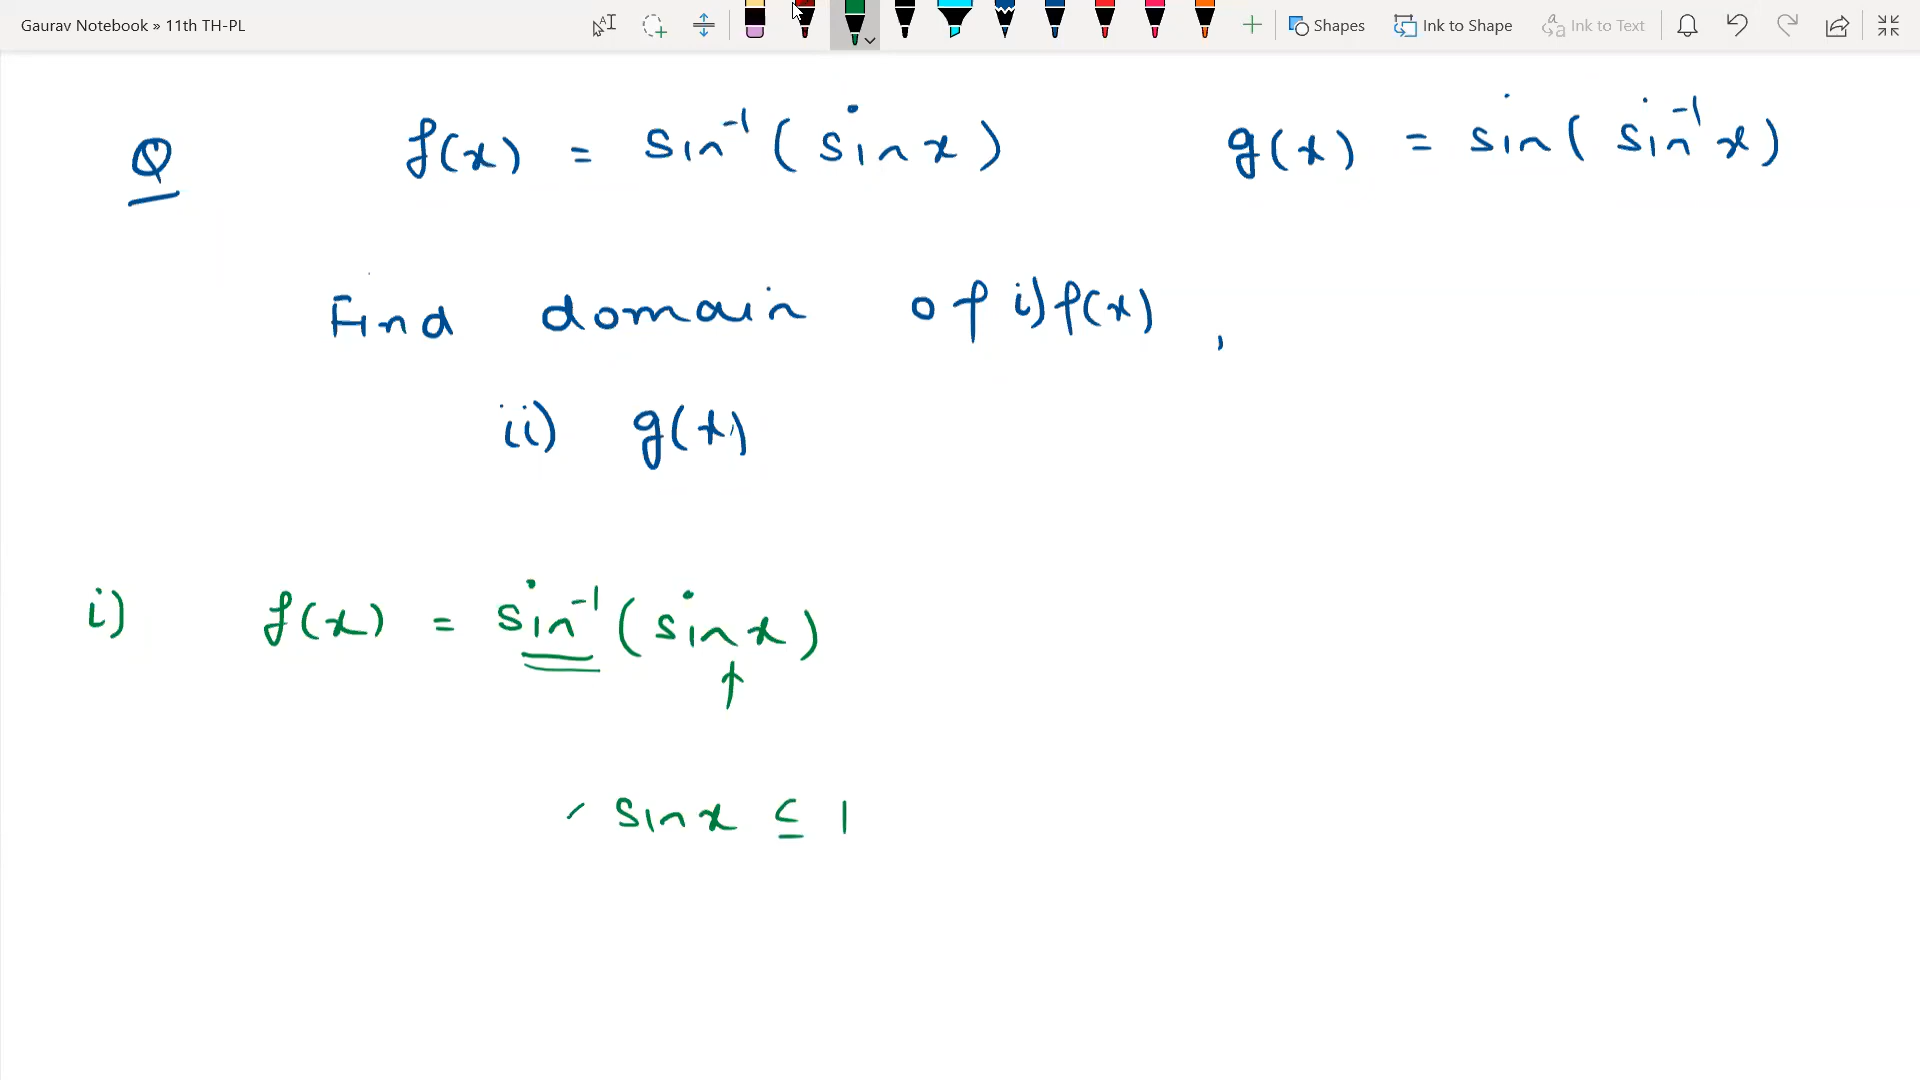 Gaurav Notebook » 11th TH-PL
Shapes Ink to Shape Ink to Text
Q f(x) = sin⁻¹(sin x) g(x) = sin(sin⁻¹ x)
Find domain of i) f(x),
ii) g(x)
i) f(x) = sin⁻¹(sin x)
sin x ≤ 1